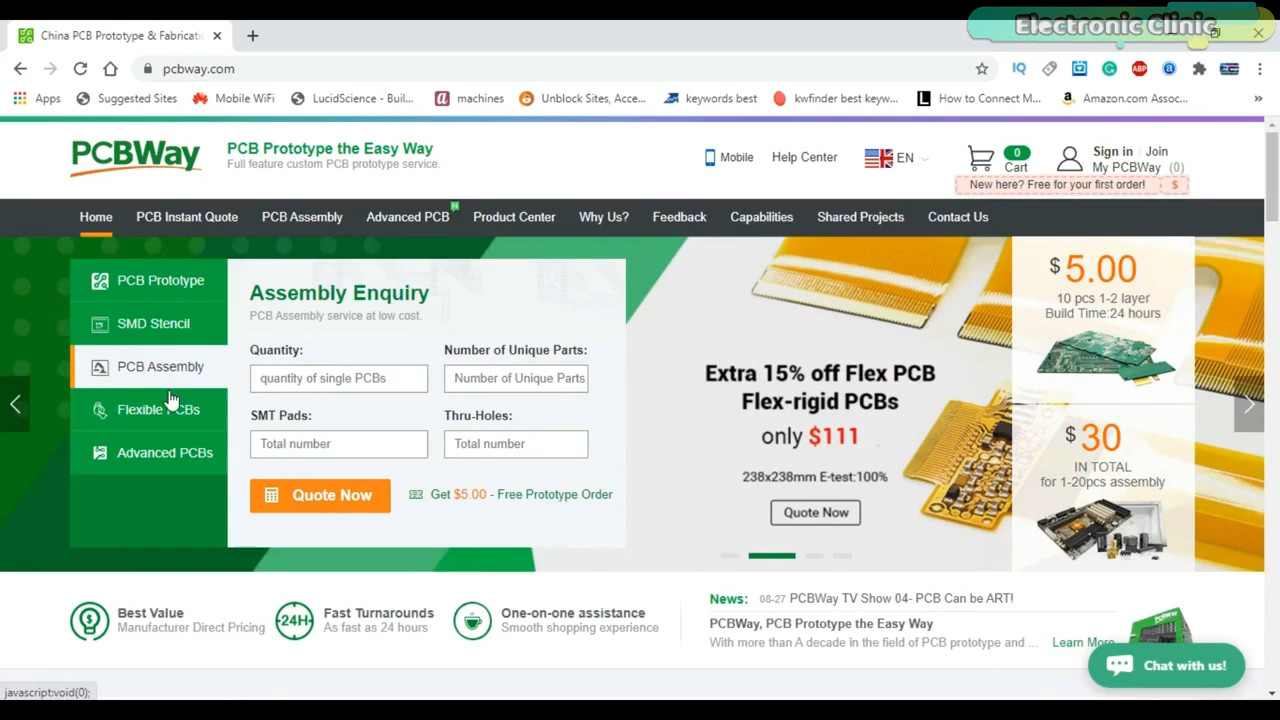 Electronic Clinic
China PCB Prototype & Fabricati
pcbway.com
Apps Suggested Sites Mobile WiFi LucidScience - Buil... machines Unblock Sites, Acce... keywords best kwfinder best keyw... How to Connect M... Amazon.com Assoc... »
PCBWay
PCB Prototype the Easy Way
Full feature custom PCB prototype service.
Mobile Help Center EN
0
Cart
Sign in Join
My PCBWay (0)
New here? Free for your first order! $
Home PCB Instant Quote PCB Assembly Advanced PCB N Product Center Why Us? Feedback Capabilities Shared Projects Contact Us
PCB Prototype
SMD Stencil
PCB Assembly
Flexible PCBs
Advanced PCBs
Assembly Enquiry
PCB Assembly service at low cost.
Quantity: Number of Unique Parts:
quantity of single PCBs Number of Unique Parts
SMT Pads: Thru-Holes:
Total number Total number
Quote Now Get $5.00 - Free Prototype Order
Extra 15% off Flex PCB
Flex-rigid PCBs
only $111
238x238mm E-test:100%
Quote Now
$5.00
10 pcs 1-2 layer
Build Time:24 hours
$30
IN TOTAL
for 1-20pcs assembly
Best Value
Manufacturer Direct Pricing
24H
Fast Turnarounds
As fast as 24 hours
One-on-one assistance
Smooth shopping experience
News: 08-27 PCBWay TV Show 04- PCB Can be ART!
PCBWay, PCB Prototype the Easy Way
With more than A decade in the field of PCB prototype and ... Learn More
Chat with us!
javascript:void(0);